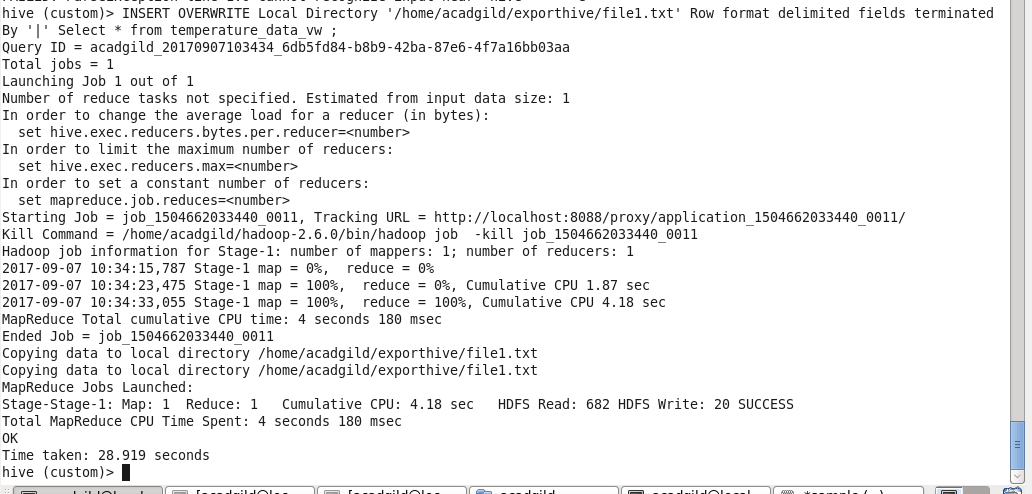 hive (custom)> INSERT OVERWRITE Local Directory '/home/acadgild/exporthive/file1.txt' Row format delimited fields terminated
By '|' Select * from temperature_data_vw ;
Query ID = acadgild_20170907103434_6db5fd84-b8b9-42ba-87e6-4f7a16bb03aa
Total jobs = 1
Launching Job 1 out of 1
Number of reduce tasks not specified. Estimated from input data size: 1
In order to change the average load for a reducer (in bytes):
  set hive.exec.reducers.bytes.per.reducer=<number>
In order to limit the maximum number of reducers:
  set hive.exec.reducers.max=<number>
In order to set a constant number of reducers:
  set mapreduce.job.reduces=<number>
Starting Job = job_1504662033440_0011, Tracking URL = http://localhost:8088/proxy/application_1504662033440_0011/
Kill Command = /home/acadgild/hadoop-2.6.0/bin/hadoop job  -kill job_1504662033440_0011
Hadoop job information for Stage-1: number of mappers: 1; number of reducers: 1
2017-09-07 10:34:15,787 Stage-1 map = 0%,  reduce = 0%
2017-09-07 10:34:23,475 Stage-1 map = 100%,  reduce = 0%, Cumulative CPU 1.87 sec
2017-09-07 10:34:33,055 Stage-1 map = 100%,  reduce = 100%, Cumulative CPU 4.18 sec
MapReduce Total cumulative CPU time: 4 seconds 180 msec
Ended Job = job_1504662033440_0011
Copying data to local directory /home/acadgild/exporthive/file1.txt
Copying data to local directory /home/acadgild/exporthive/file1.txt
MapReduce Jobs Launched:
Stage-Stage-1: Map: 1  Reduce: 1   Cumulative CPU: 4.18 sec   HDFS Read: 682 HDFS Write: 20 SUCCESS
Total MapReduce CPU Time Spent: 4 seconds 180 msec
OK
Time taken: 28.919 seconds
hive (custom)>